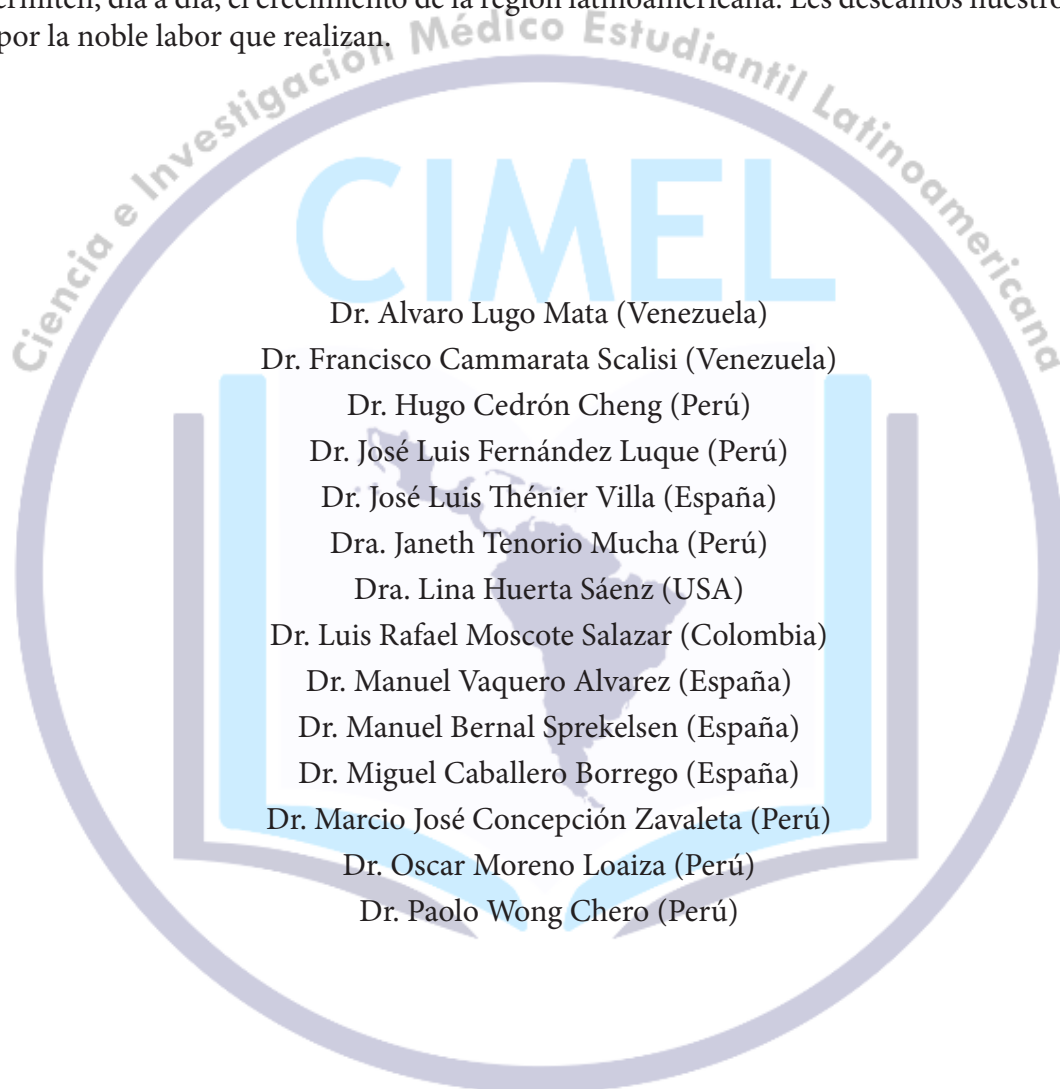 día a día, el crecimiento de la región latinoamericana. Les deseamos
por la noble labor que realizan.
Ciencia e Investigación Médico Estudiantil Latinoamericana
CIMEL
Dr. Alvaro Lugo Mata (Venezuela)
Dr. Francisco Cammarata Scalisi (Venezuela)
Dr. Hugo Cedrón Cheng (Perú)
Dr. José Luis Fernández Luque (Perú)
Dr. José Luis Thénier Villa (España)
Dra. Janeth Tenorio Mucha (Perú)
Dra. Lina Huerta Sáenz (USA)
Dr. Luis Rafael Moscote Salazar (Colombia)
Dr. Manuel Vaquero Alvarez (España)
Dr. Manuel Bernal Sprekelsen (España)
Dr. Miguel Caballero Borrego (España)
Dr. Marcio José Concepción Zavaleta (Perú)
Dr. Oscar Moreno Loaiza (Perú)
Dr. Paolo Wong Chero (Perú)